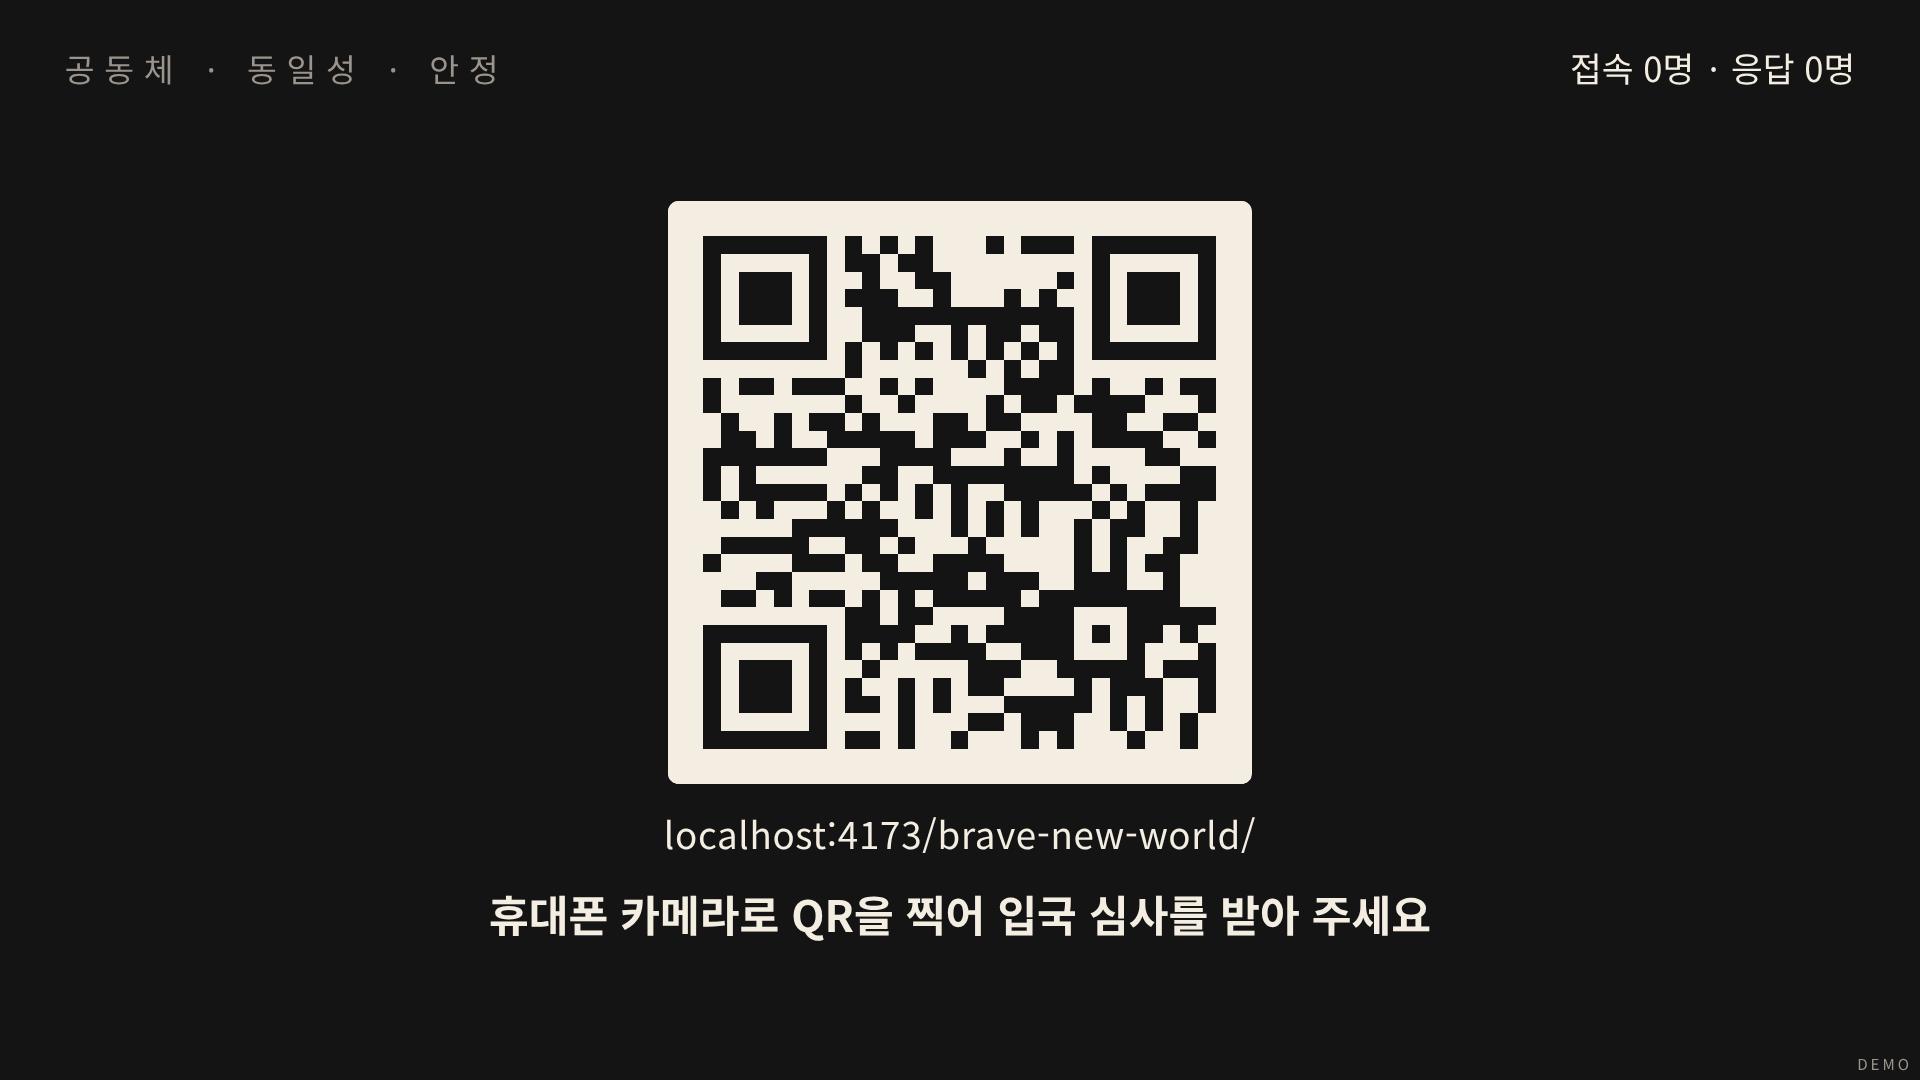 공동체 · 동일성 · 안정
접속 0명 · 응답 0명
localhost:4173/brave-new-world/
휴대폰 카메라로 QR을 찍어 입국 심사를 받아 주세요
DEMO